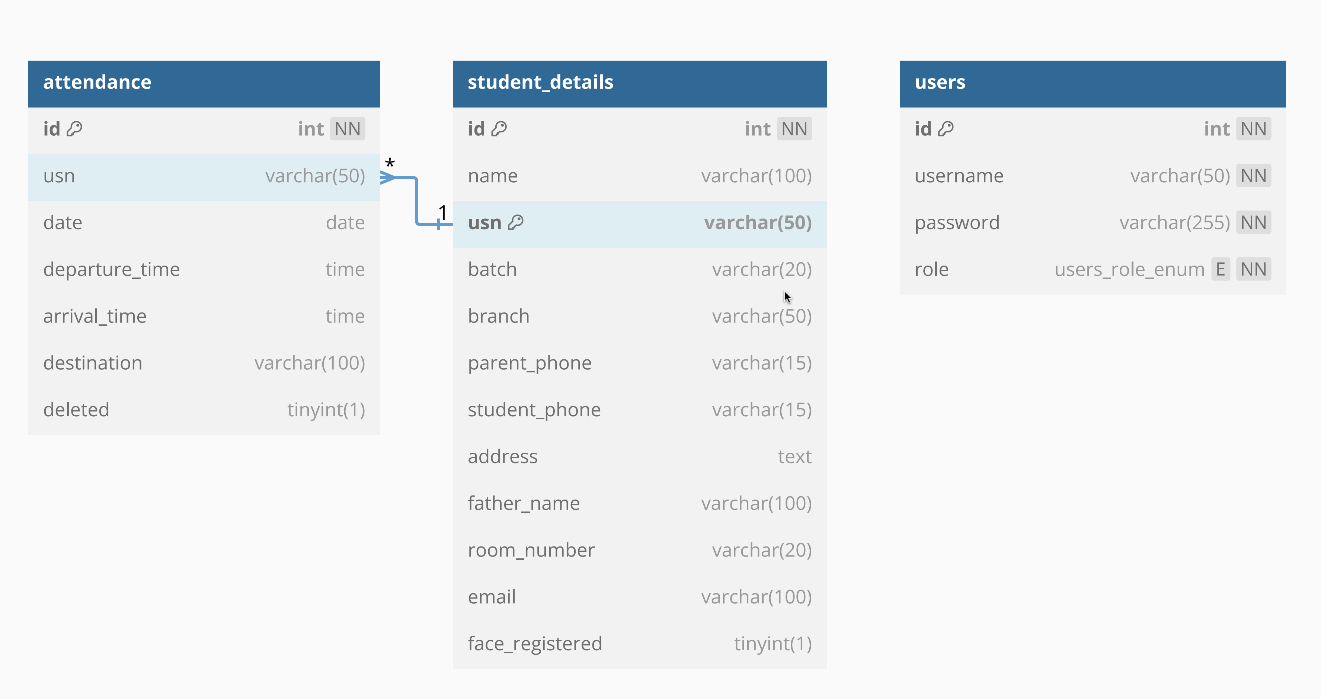 attendance
id int NN
usn varchar(50)
date date
departure_time time
arrival_time time
destination varchar(100)
deleted tinyint(1)
*
1
student_details
id int NN
name varchar(100)
usn varchar(50)
batch varchar(20)
branch varchar(50)
parent_phone varchar(15)
student_phone varchar(15)
address text
father_name varchar(100)
room_number varchar(20)
email varchar(100)
face_registered tinyint(1)
users
id int NN
username varchar(50) NN
password varchar(255) NN
role users_role_enum E NN